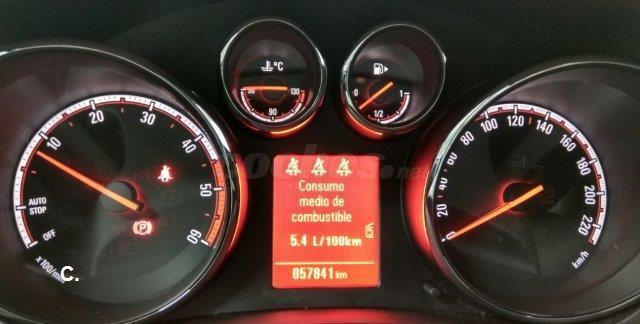 10
20
30
40
50
60
AUTO
STOP
OFF
x100/min
P
C.
°C
50
90
130
0
1/2
1
Consumo
medio de
combustible
5.4 L/100km
057841 km
0
20
40
60
80
100
120
140
160
180
200
220
km/h